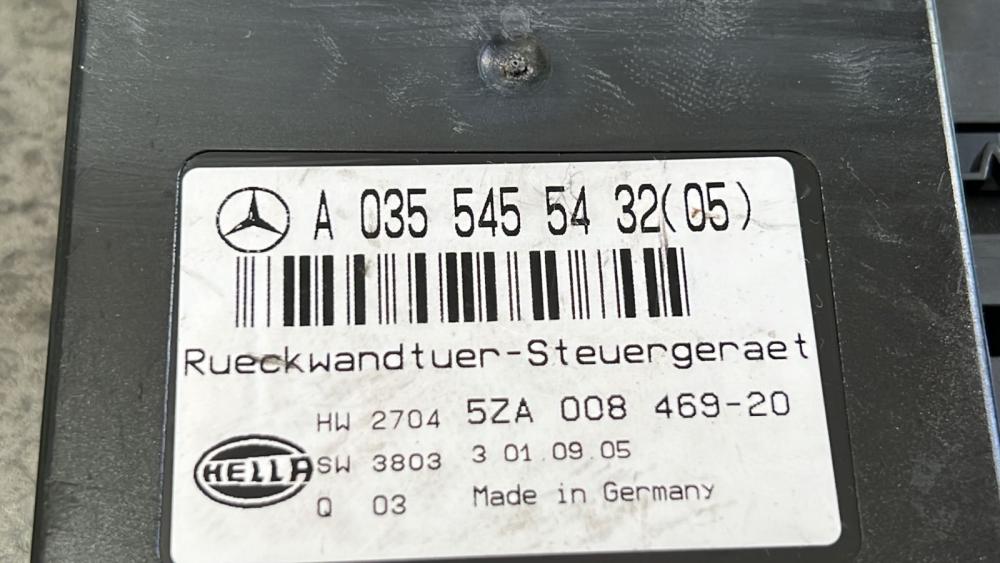 A 035 545 54 32(05)
Rueckwandtuer-Steuergeraet
HW 2704 5ZA 008 469-20
HELLA SW 3803 3 01.09.05
Q 03 Made in Germany